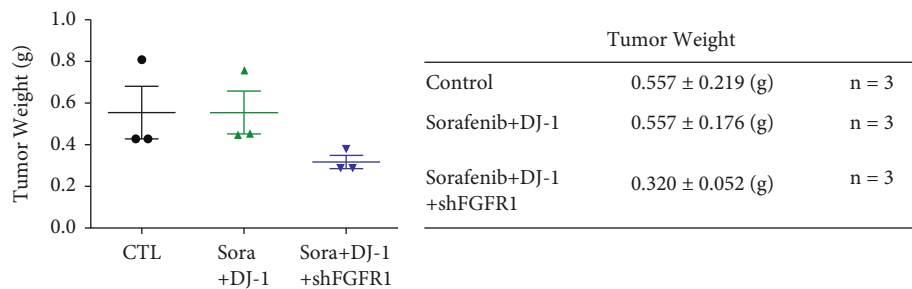 Tumor Weight (g)
1.0
0.8
0.6
0.4
0.2
0.0
CTL
Sora
+DJ-1
Sora+DJ-1
+shFGFR1
Tumor Weight
Control 0.557 ± 0.219 (g) n = 3
Sorafenib+DJ-1 0.557 ± 0.176 (g) n = 3
Sorafenib+DJ-1
+shFGFR1 0.320 ± 0.052 (g) n = 3